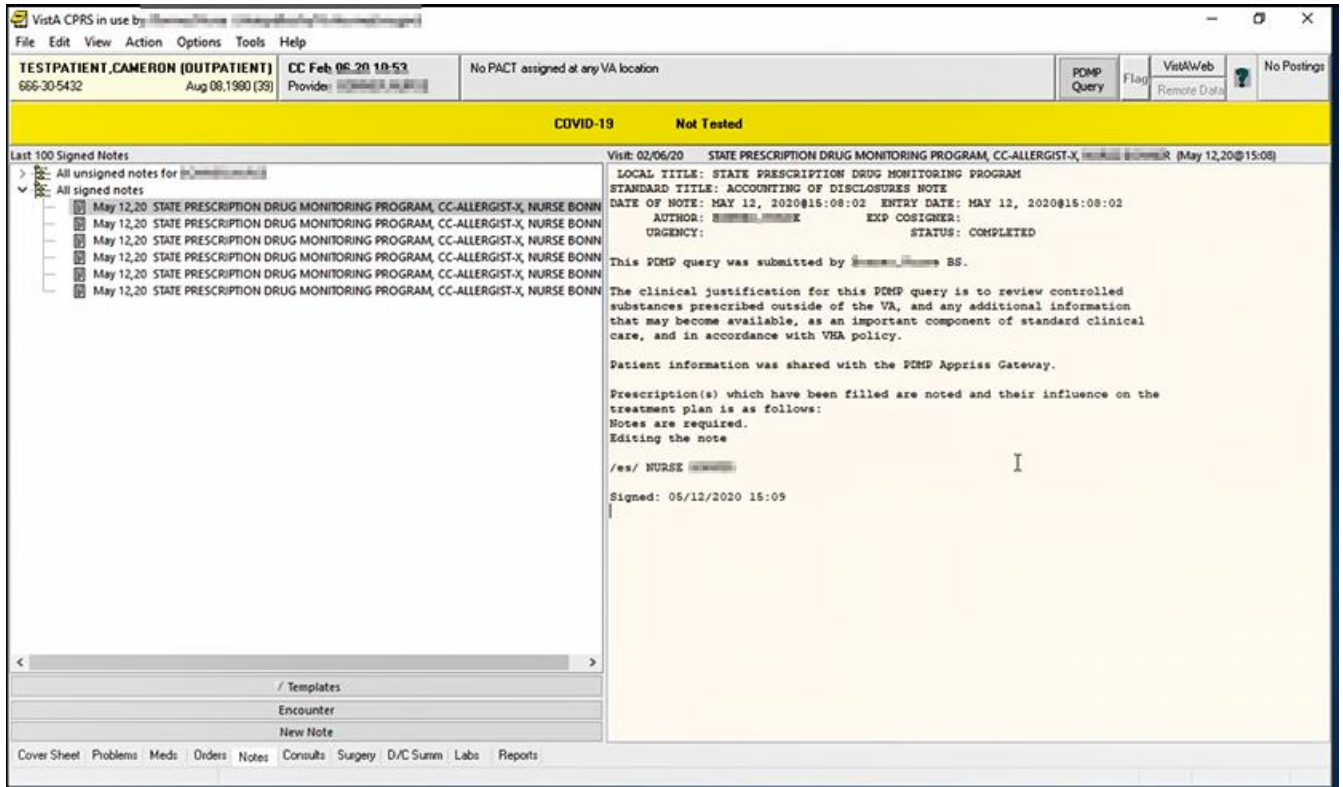 VistA CPRS in use by:
File Edit View Action Options Tools Help
TESTPATIENT,CAMERON (OUTPATIENT)
666-30-5432 Aug 08,1980 (39)
CC Feb 06,20 10:53
Provider:
No PACT assigned at any VA location
PDMP Query
Flag
VistAWeb
Remote Data
?
No Postings
COVID-19 Not Tested
Last 100 Signed Notes
All unsigned notes for
All signed notes
May 12,20 STATE PRESCRIPTION DRUG MONITORING PROGRAM, CC-ALLERGIST-X, NURSE BONN
May 12,20 STATE PRESCRIPTION DRUG MONITORING PROGRAM, CC-ALLERGIST-X, NURSE BONN
May 12,20 STATE PRESCRIPTION DRUG MONITORING PROGRAM, CC-ALLERGIST-X, NURSE BONN
May 12,20 STATE PRESCRIPTION DRUG MONITORING PROGRAM, CC-ALLERGIST-X, NURSE BONN
May 12,20 STATE PRESCRIPTION DRUG MONITORING PROGRAM, CC-ALLERGIST-X, NURSE BONN
May 12,20 STATE PRESCRIPTION DRUG MONITORING PROGRAM, CC-ALLERGIST-X, NURSE BONN
/ Templates
Encounter
New Note
Visit: 02/06/20 STATE PRESCRIPTION DRUG MONITORING PROGRAM, CC-ALLERGIST-X, (May 12,20@15:08)
LOCAL TITLE: STATE PRESCRIPTION DRUG MONITORING PROGRAM
STANDARD TITLE: ACCOUNTING OF DISCLOSURES NOTE
DATE OF NOTE: MAY 12, 2020@15:08:02 ENTRY DATE: MAY 12, 2020@15:08:02
AUTHOR: EXP COSIGNER:
URGENCY: STATUS: COMPLETED
This PDMP query was submitted by BS.
The clinical justification for this PDMP query is to review controlled
substances prescribed outside of the VA, and any additional information
that may become available, as an important component of standard clinical
care, and in accordance with VHA policy.
Patient information was shared with the PDMP Appriss Gateway.
Prescription(s) which have been filled are noted and their influence on the
treatment plan is as follows:
Notes are required.
Editing the note
/es/ NURSE
Signed: 05/12/2020 15:09
Cover Sheet Problems Meds Orders Notes Consults Surgery D/C Summ Labs Reports